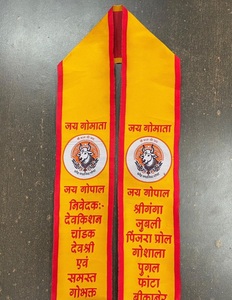 जय गोमाता
जय गोपाल
निवेदक:-
देवकिशन
चांडक
देवश्री
एवं
समस्त
गोभक्त
जय गोमाता
जय गोपाल
श्रीगंगा
जुबली
पिंजरा प्रोल
गोशाला
पुगल
फांटा
बीकानेर